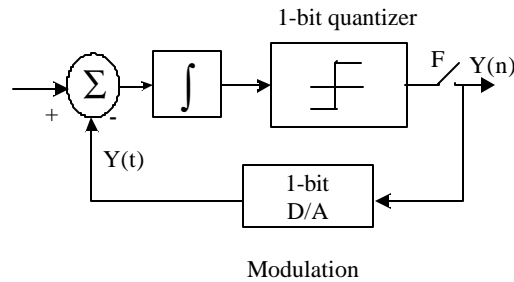 1-bit quantizer
Σ
∫
F
Y(n)
+
-
Y(t)
1-bit
D/A
Modulation